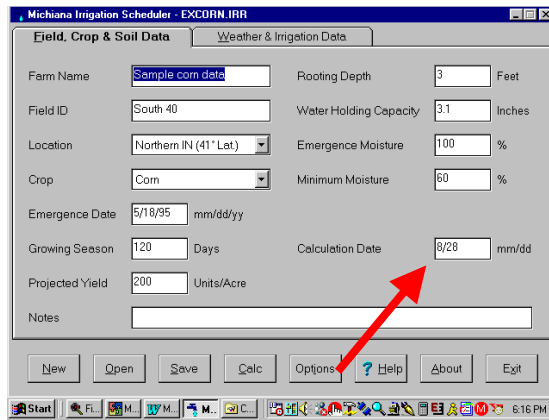 Michiana Irrigation Scheduler - EXCORN.IRR
Field, Crop & Soil Data Weather & Irrigation Data
Farm Name Sample corn data Rooting Depth 3 Feet
Field ID South 40 Water Holding Capacity 3.1 Inches
Location Northern IN (41° Lat.) Emergence Moisture 100 %
Crop Corn Minimum Moisture 60 %
Emergence Date 5/18/95 mm/dd/yy
Growing Season 120 Days Calculation Date 8/28 mm/dd
Projected Yield 200 Units/Acre
Notes
New Open Save Calc Options ? Help About Exit
Start Fi... M... W M... M.. C... 6:16 PM